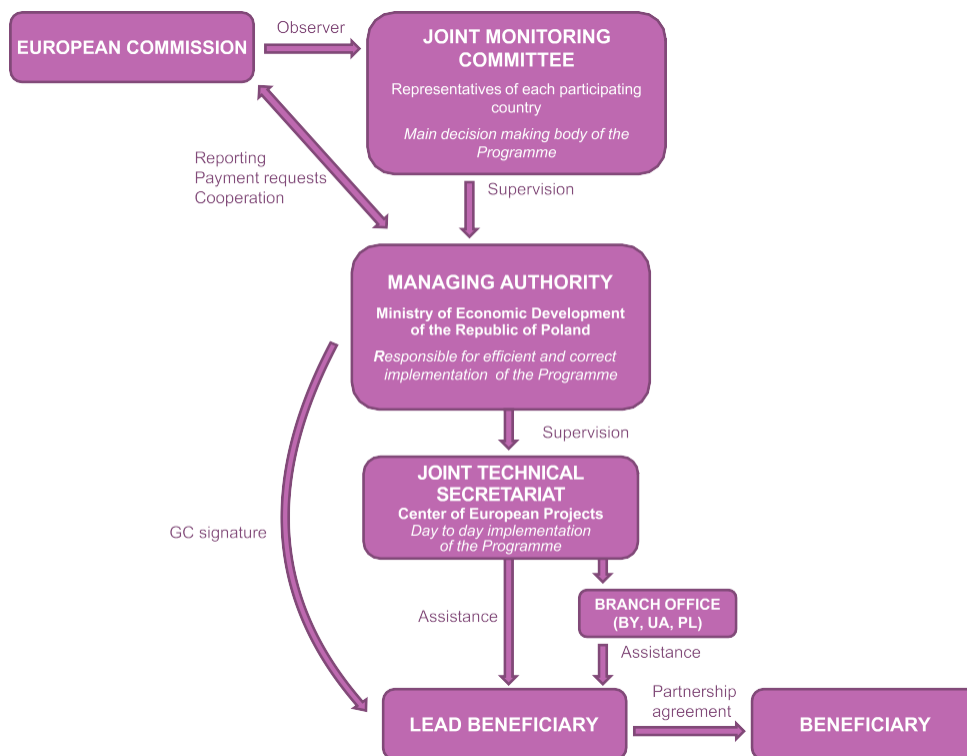 EUROPEAN COMMISSION
Observer
JOINT MONITORING
COMMITTEE
Representatives of each participating
country
Main decision making body of the
Programme
Reporting
Payment requests
Cooperation
Supervision
MANAGING AUTHORITY
Ministry of Economic Development
of the Republic of Poland
Responsible for efficient and correct
implementation of the Programme
Supervision
JOINT TECHNICAL
SECRETARIAT
Center of European Projects
Day to day implementation
of the Programme
GC signature
Assistance
BRANCH OFFICE
(BY, UA, PL)
Assistance
LEAD BENEFICIARY
Partnership
agreement
BENEFICIARY